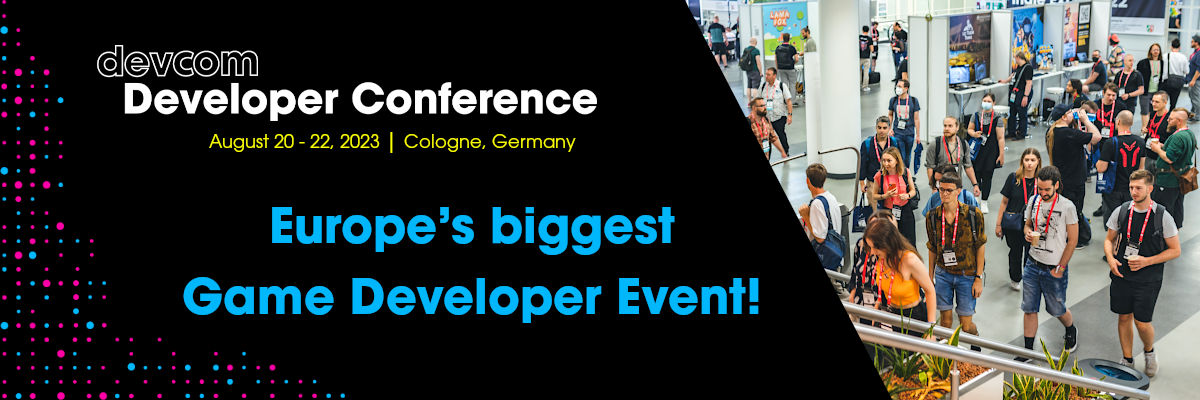 devcom
Developer Conference
August 20 - 22, 2023 | Cologne, Germany
Europe's biggest
Game Developer Event!